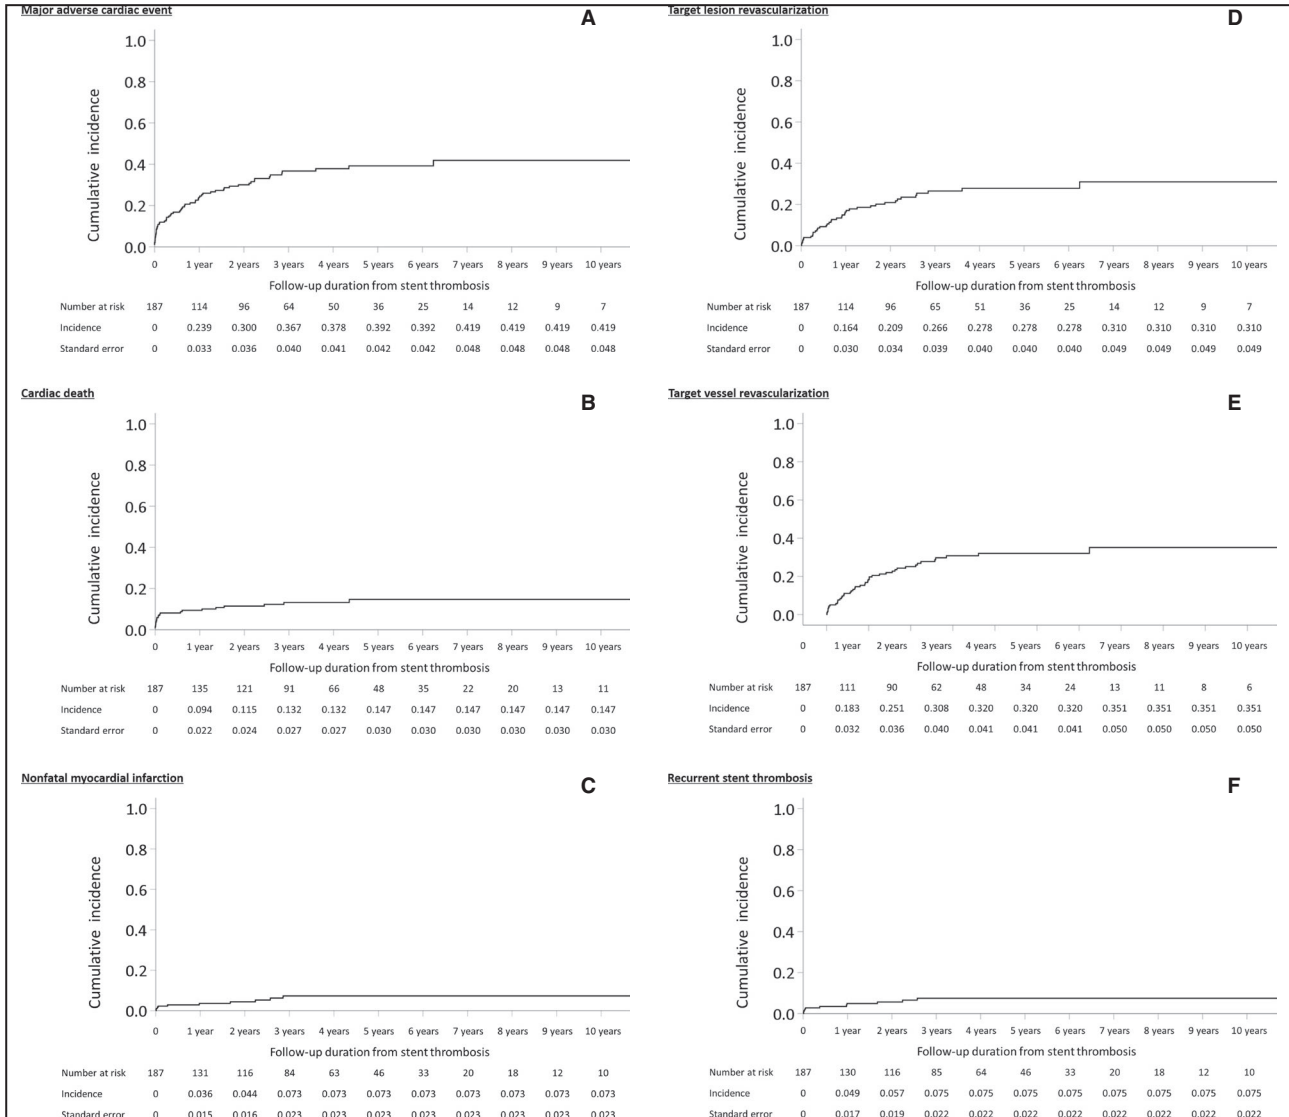 Major adverse cardiac event
A
1.0
0.8
0.6
0.4
0.2
0.0
Cumulative incidence
0 1 year 2 years 3 years 4 years 5 years 6 years 7 years 8 years 9 years 10 years
Follow-up duration from stent thrombosis
Number at risk 187 114 96 64 50 36 25 14 12 9 7
Incidence 0 0.239 0.300 0.367 0.378 0.392 0.392 0.419 0.419 0.419 0.419
Standard error 0 0.033 0.036 0.040 0.041 0.042 0.042 0.048 0.048 0.048 0.048
Cardiac death
B
1.0
0.8
0.6
0.4
0.2
0.0
Cumulative incidence
0 1 year 2 years 3 years 4 years 5 years 6 years 7 years 8 years 9 years 10 years
Follow-up duration from stent thrombosis
Number at risk 187 135 121 91 66 48 35 22 20 13 11
Incidence 0 0.094 0.115 0.132 0.132 0.147 0.147 0.147 0.147 0.147 0.147
Standard error 0 0.022 0.024 0.027 0.027 0.030 0.030 0.030 0.030 0.030 0.030
Nonfatal myocardial infarction
C
1.0
0.8
0.6
0.4
0.2
0.0
Cumulative incidence
0 1 year 2 years 3 years 4 years 5 years 6 years 7 years 8 years 9 years 10 years
Follow-up duration from stent thrombosis
Number at risk 187 131 116 84 63 46 33 20 18 12 10
Incidence 0 0.036 0.044 0.073 0.073 0.073 0.073 0.073 0.073 0.073 0.073
Standard error 0 0.015 0.016 0.023 0.023 0.023 0.023 0.023 0.023 0.023 0.023
Target lesion revascularization
D
1.0
0.8
0.6
0.4
0.2
0.0
Cumulative incidence
0 1 year 2 years 3 years 4 years 5 years 6 years 7 years 8 years 9 years 10 years
Follow-up duration from stent thrombosis
Number at risk 187 114 96 65 51 36 25 14 12 9 7
Incidence 0 0.164 0.209 0.266 0.278 0.278 0.278 0.310 0.310 0.310 0.310
Standard error 0 0.030 0.034 0.039 0.040 0.040 0.040 0.049 0.049 0.049 0.049
Target vessel revascularization
E
1.0
0.8
0.6
0.4
0.2
0.0
Cumulative incidence
0 1 year 2 years 3 years 4 years 5 years 6 years 7 years 8 years 9 years 10 years
Follow-up duration from stent thrombosis
Number at risk 187 111 90 62 48 34 24 13 11 8 6
Incidence 0 0.183 0.251 0.308 0.320 0.320 0.320 0.351 0.351 0.351 0.351
Standard error 0 0.032 0.036 0.040 0.041 0.041 0.041 0.050 0.050 0.050 0.050
Recurrent stent thrombosis
F
1.0
0.8
0.6
0.4
0.2
0.0
Cumulative incidence
0 1 year 2 years 3 years 4 years 5 years 6 years 7 years 8 years 9 years 10 years
Follow-up duration from stent thrombosis
Number at risk 187 130 116 85 64 46 33 20 18 12 10
Incidence 0 0.049 0.057 0.075 0.075 0.075 0.075 0.075 0.075 0.075 0.075
Standard error 0 0.017 0.019 0.022 0.022 0.022 0.022 0.022 0.022 0.022 0.022